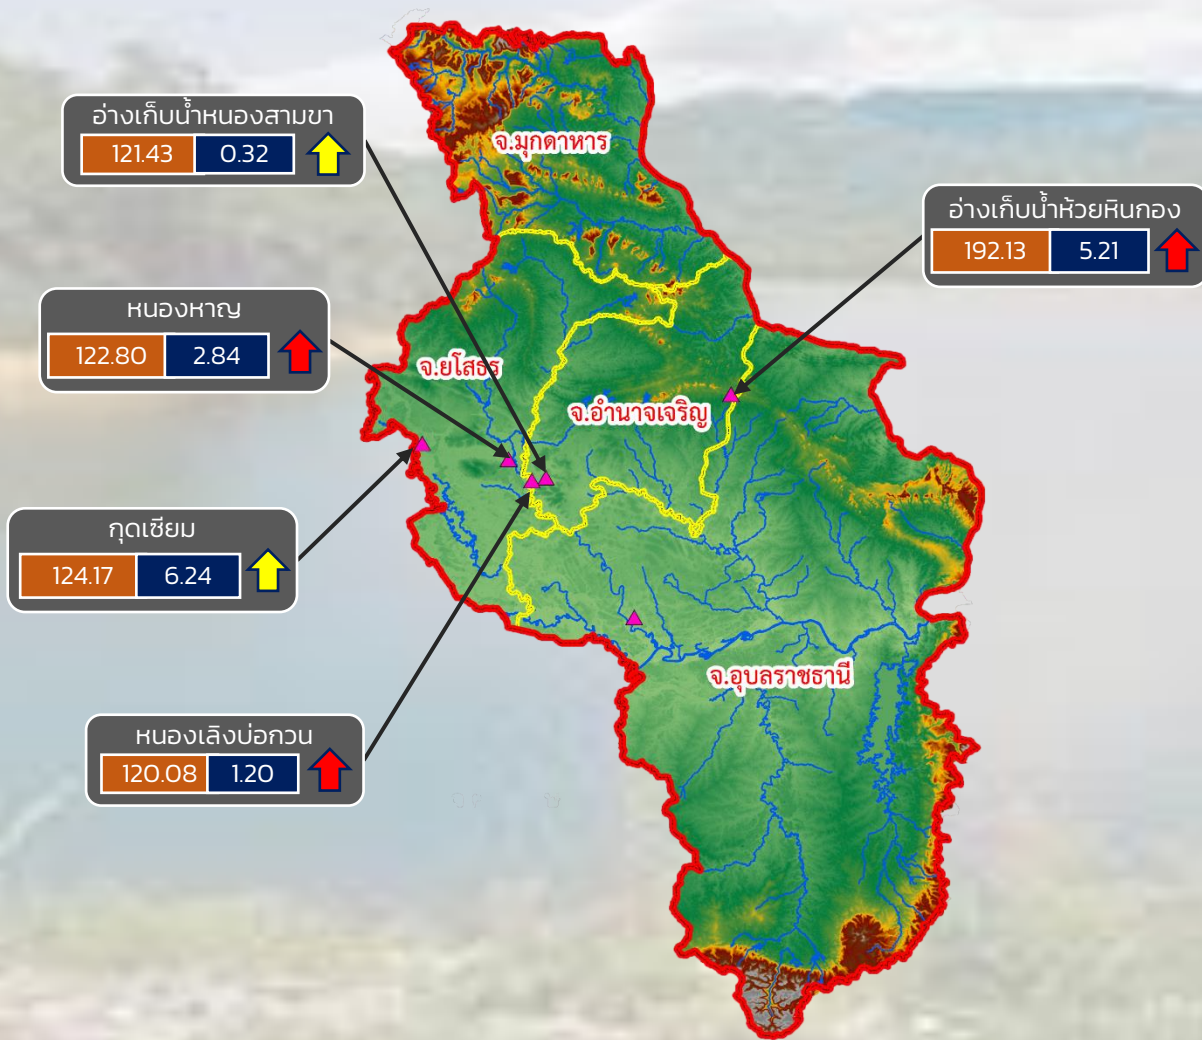 อ่างเก็บน้ำหนองสามขา
121.43 0.32
จ.มุกดาหาร
อ่างเก็บน้ำห้วยหินกอง
192.13 5.21
หนองหาญ
122.80 2.84
จ.ยโสธร
จ.อำนาจเจริญ
กุดเซียม
124.17 6.24
จ.อุบลราชธานี
หนองเลิงบ่อกวน
120.08 1.20